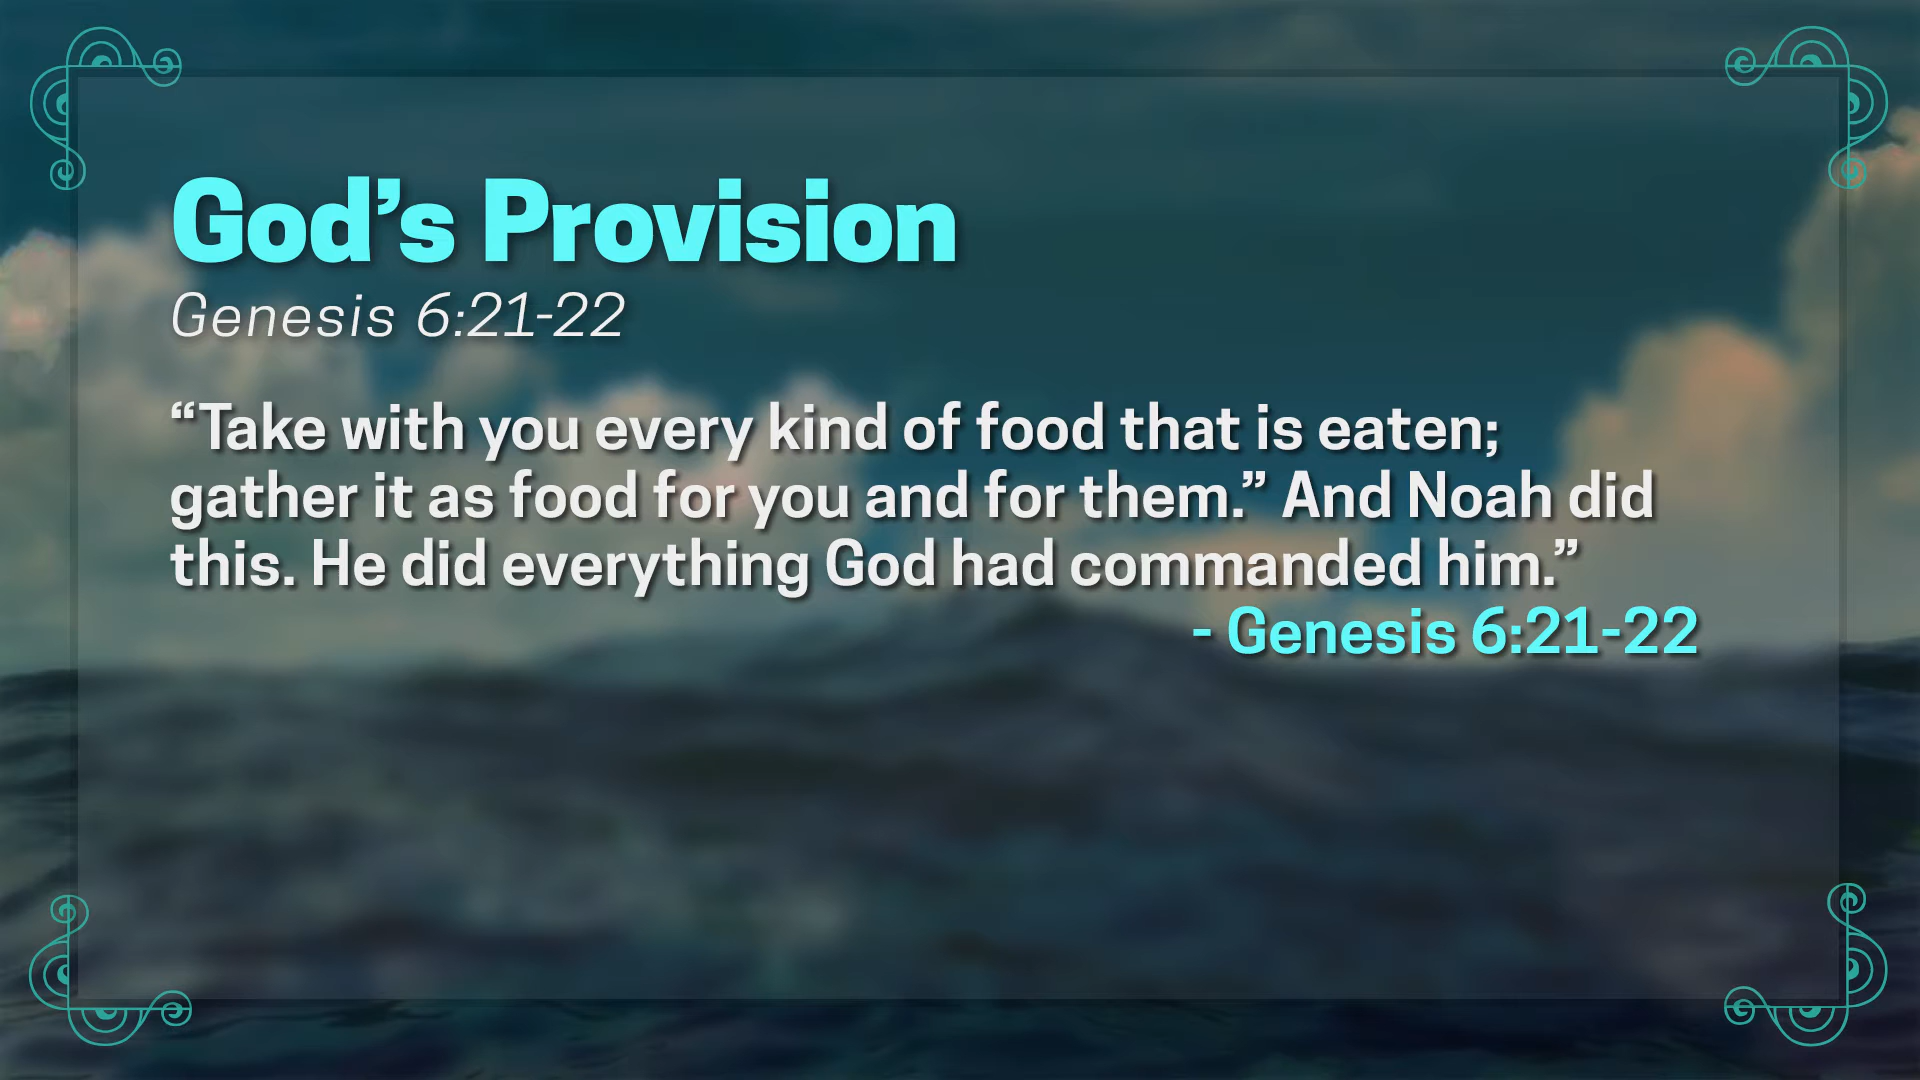 God’s Provision
Genesis 6:21-22
“Take with you every kind of food that is eaten;
gather it as food for you and for them.” And Noah did
this. He did everything God had commanded him.”
- Genesis 6:21-22